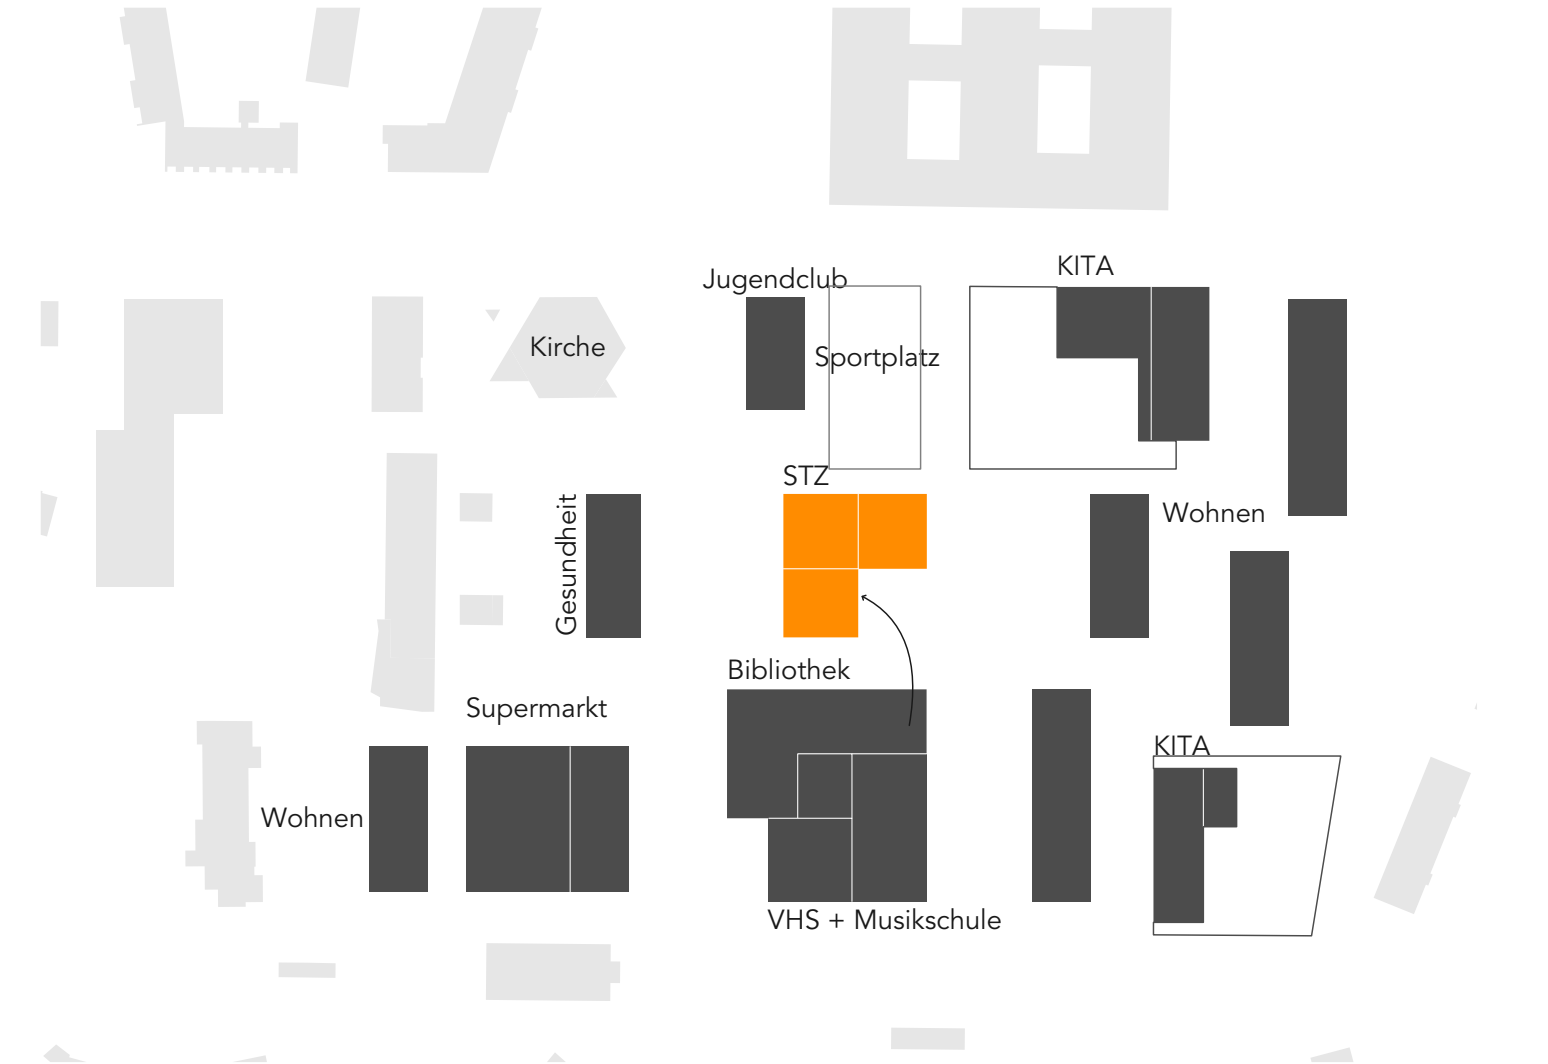 KITA
Jugendclub
Kirche
Sportplatz
STZ
Gesundheit
Wohnen
Bibliothek
Supermarkt
KITA
Wohnen
VHS + Musikschule